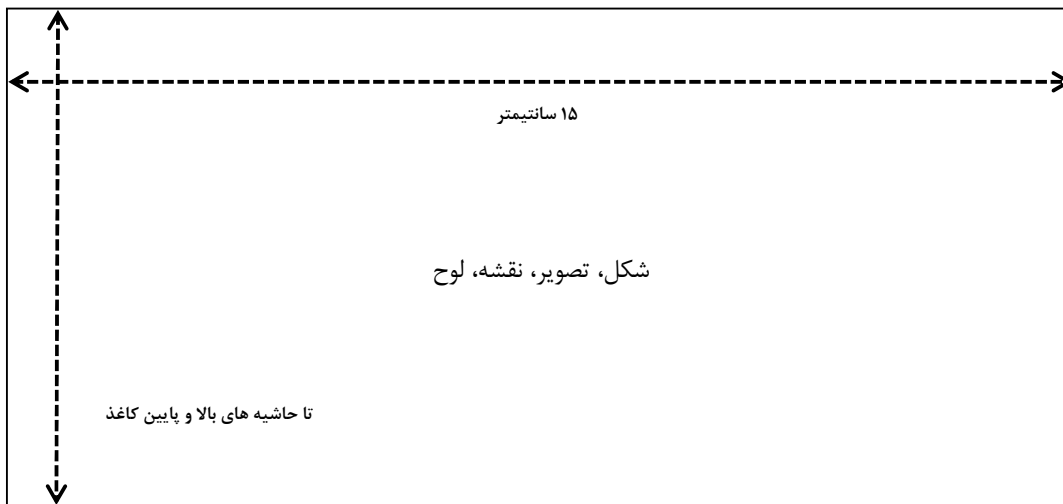 ۱۵ سانتیمتر
شکل، تصویر، نقشه، لوح
تا حاشیه های بالا و پایین کاغذ